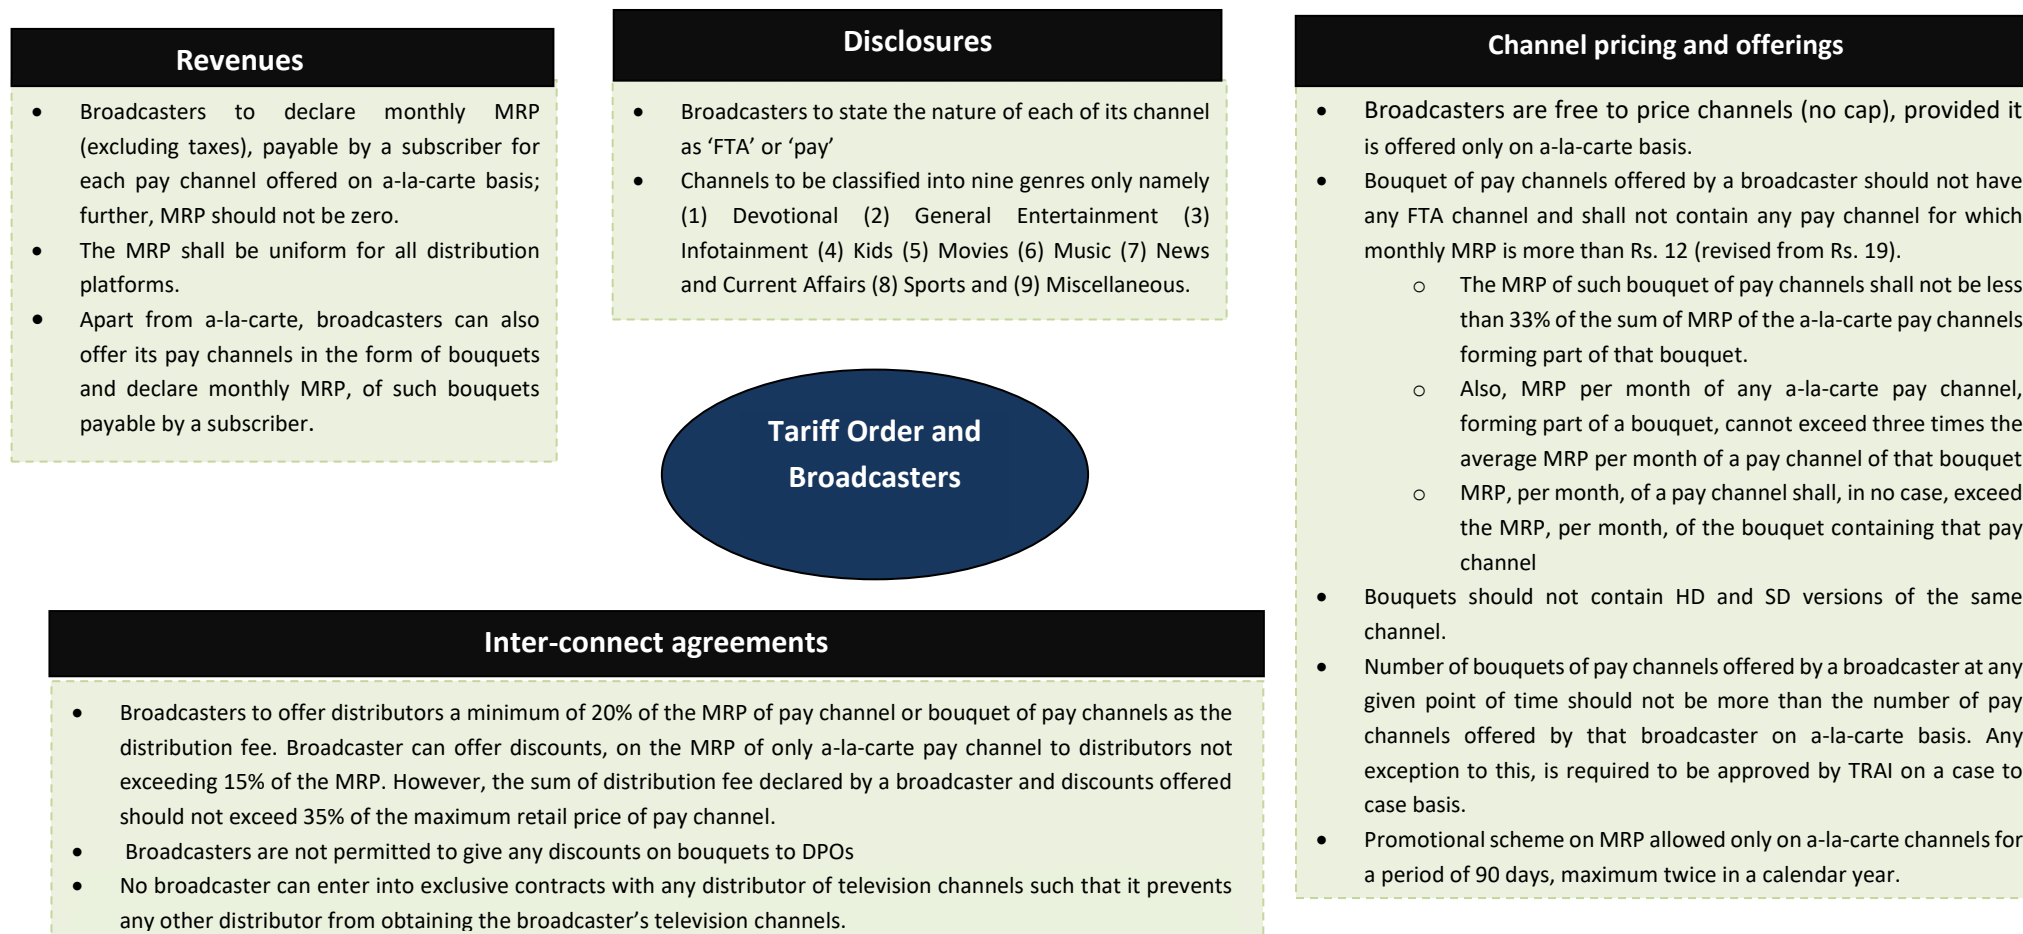 Revenues
• Broadcasters to declare monthly MRP
(excluding taxes), payable by a subscriber for
each pay channel offered on a-la-carte basis;
further, MRP should not be zero.
• The MRP shall be uniform for all distribution
platforms.
• Apart from a-la-carte, broadcasters can also
offer its pay channels in the form of bouquets
and declare monthly MRP, of such bouquets
payable by a subscriber.
Disclosures
• Broadcasters to state the nature of each of its channel
as ‘FTA’ or ‘pay’
• Channels to be classified into nine genres only namely
(1) Devotional (2) General Entertainment (3)
Infotainment (4) Kids (5) Movies (6) Music (7) News
and Current Affairs (8) Sports and (9) Miscellaneous.
Tariff Order and
Broadcasters
Channel pricing and offerings
• Broadcasters are free to price channels (no cap), provided it
is offered only on a-la-carte basis.
• Bouquet of pay channels offered by a broadcaster should not have
any FTA channel and shall not contain any pay channel for which
monthly MRP is more than Rs. 12 (revised from Rs. 19).
o The MRP of such bouquet of pay channels shall not be less
than 33% of the sum of MRP of the a-la-carte pay channels
forming part of that bouquet.
o Also, MRP per month of any a-la-carte pay channel,
forming part of a bouquet, cannot exceed three times the
average MRP per month of a pay channel of that bouquet
o MRP, per month, of a pay channel shall, in no case, exceed
the MRP, per month, of the bouquet containing that pay
channel
• Bouquets should not contain HD and SD versions of the same
channel.
• Number of bouquets of pay channels offered by a broadcaster at any
given point of time should not be more than the number of pay
channels offered by that broadcaster on a-la-carte basis. Any
exception to this, is required to be approved by TRAI on a case to
case basis.
• Promotional scheme on MRP allowed only on a-la-carte channels for
a period of 90 days, maximum twice in a calendar year.
Inter-connect agreements
• Broadcasters to offer distributors a minimum of 20% of the MRP of pay channel or bouquet of pay channels as the
distribution fee. Broadcaster can offer discounts, on the MRP of only a-la-carte pay channel to distributors not
exceeding 15% of the MRP. However, the sum of distribution fee declared by a broadcaster and discounts offered
should not exceed 35% of the maximum retail price of pay channel.
• Broadcasters are not permitted to give any discounts on bouquets to DPOs
• No broadcaster can enter into exclusive contracts with any distributor of television channels such that it prevents
any other distributor from obtaining the broadcaster’s television channels.